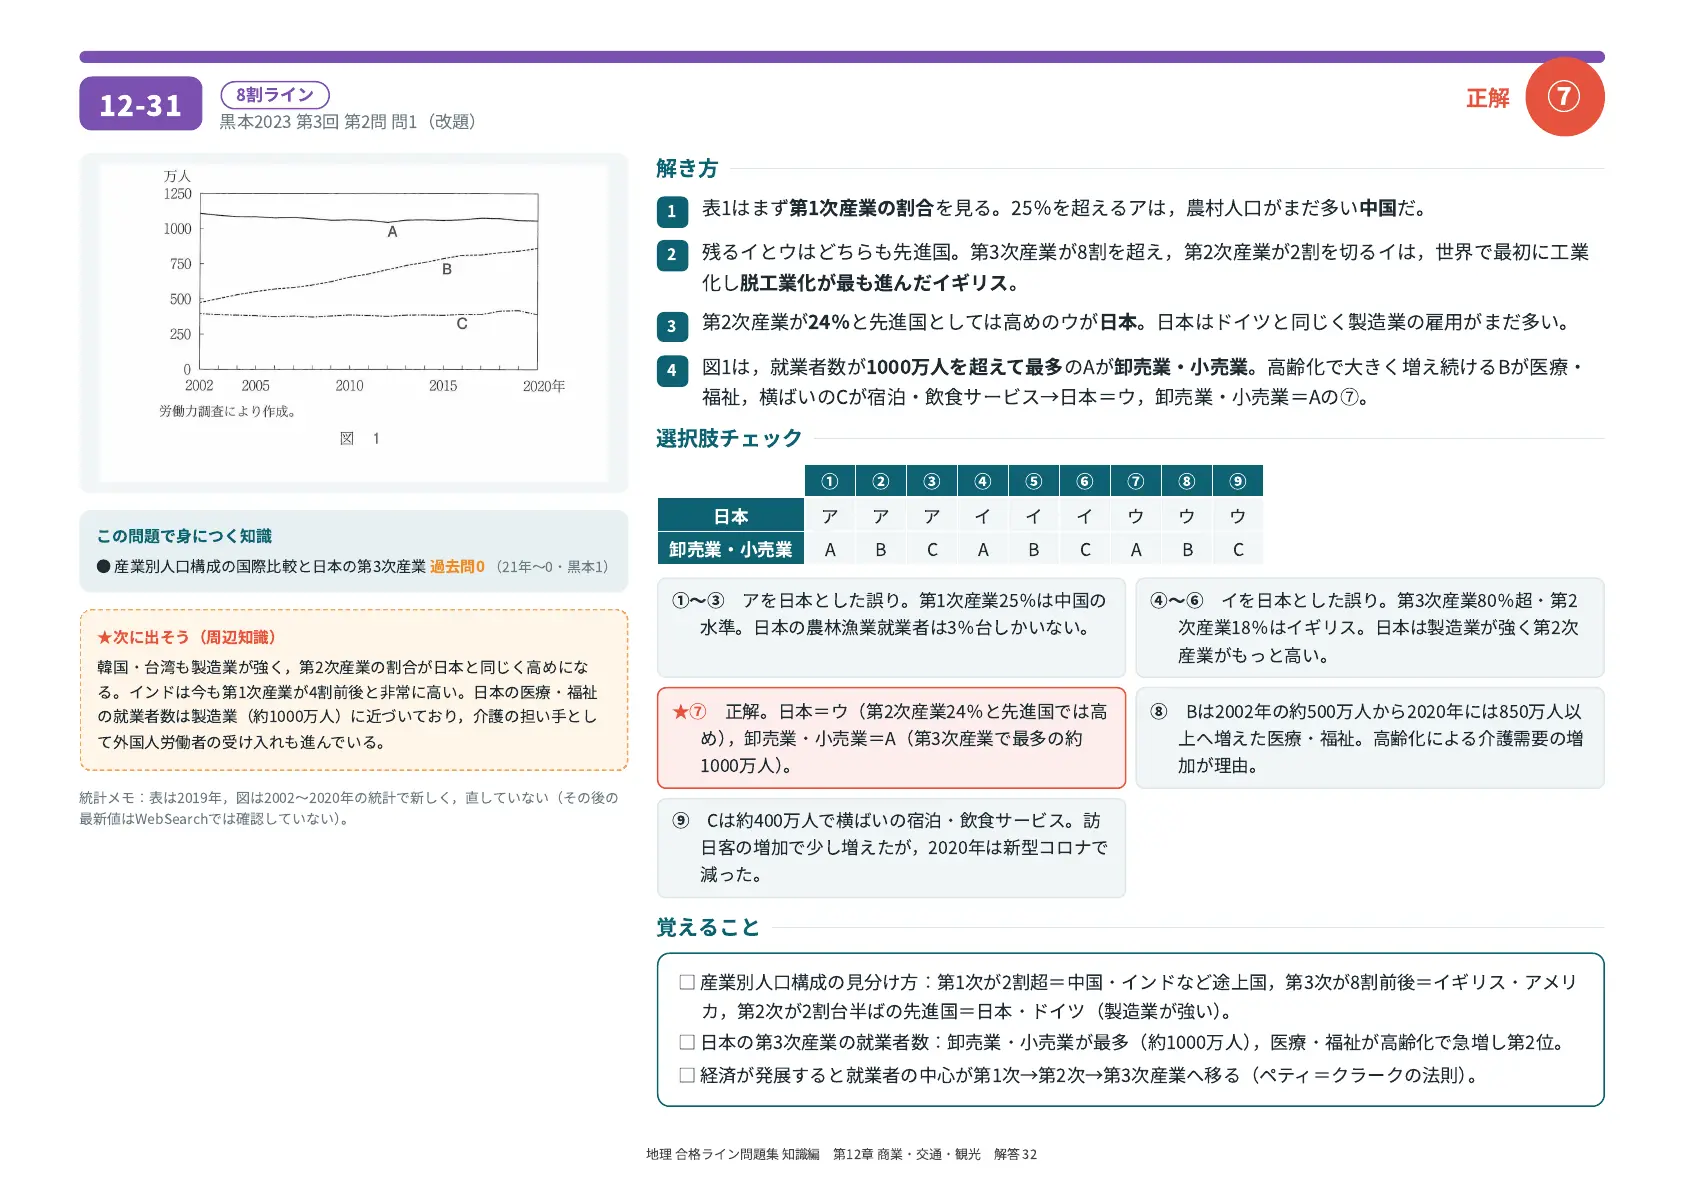 12-31
8割ライン
黒本2023 第3回 第2問 問1（改題）
正解 ⑦
万人
1250
1000
750
500
250
0
A
B
C
2002 2005 2010 2015 2020年
労働力調査により作成。
図 1
この問題で身につく知識
● 産業別人口構成の国際比較と日本の第3次産業 過去問0 （21年〜0・黒本1）
★次に出そう（周辺知識）
韓国・台湾も製造業が強く，第2次産業の割合が日本と同じく高めにな
る。インドは今も第1次産業が4割前後と非常に高い。日本の医療・福祉
の就業者数は製造業（約1000万人）に近づいており，介護の担い手とし
て外国人労働者の受け入れも進んでいる。
統計メモ：表は2019年，図は2002〜2020年の統計で新しく，直していない（その後の
最新値はWebSearchでは確認していない）。
解き方
1 表1はまず第1次産業の割合を見る。25％を超えるアは，農村人口がまだ多い中国だ。
2 残るイとウはどちらも先進国。第3次産業が8割を超え，第2次産業が2割を切るイは，世界で最初に工業
化し脱工業化が最も進んだイギリス。
3 第2次産業が24％と先進国としては高めのウが日本。日本はドイツと同じく製造業の雇用がまだ多い。
4 図1は，就業者数が1000万人を超えて最多のAが卸売業・小売業。高齢化で大きく増え続けるBが医療・
福祉，横ばいのCが宿泊・飲食サービス→日本＝ウ，卸売業・小売業＝Aの⑦。
選択肢チェック
① ② ③ ④ ⑤ ⑥ ⑦ ⑧ ⑨
日本 ア ア ア イ イ イ ウ ウ ウ
卸売業・小売業 A B C A B C A B C
①〜③ アを日本とした誤り。第1次産業25％は中国の
水準。日本の農林漁業就業者は3％台しかいない。
④〜⑥ イを日本とした誤り。第3次産業80％超・第2
次産業18％はイギリス。日本は製造業が強く第2次
産業がもっと高い。
★⑦ 正解。日本＝ウ（第2次産業24％と先進国では高
め），卸売業・小売業＝A（第3次産業で最多の約
1000万人）。
⑧ Bは2002年の約500万人から2020年には850万人以
上へ増えた医療・福祉。高齢化による介護需要の増
加が理由。
⑨ Cは約400万人で横ばいの宿泊・飲食サービス。訪
日客の増加で少し増えたが，2020年は新型コロナで
減った。
覚えること
□ 産業別人口構成の見分け方：第1次が2割超＝中国・インドなど途上国，第3次が8割前後＝イギリス・アメリ
カ，第2次が2割台半ばの先進国＝日本・ドイツ（製造業が強い）。
□ 日本の第3次産業の就業者数：卸売業・小売業が最多（約1000万人），医療・福祉が高齢化で急増し第2位。
□ 経済が発展すると就業者の中心が第1次→第2次→第3次産業へ移る（ペティ＝クラークの法則）。
地理 合格ライン問題集 知識編 第12章 商業・交通・観光 解答 32